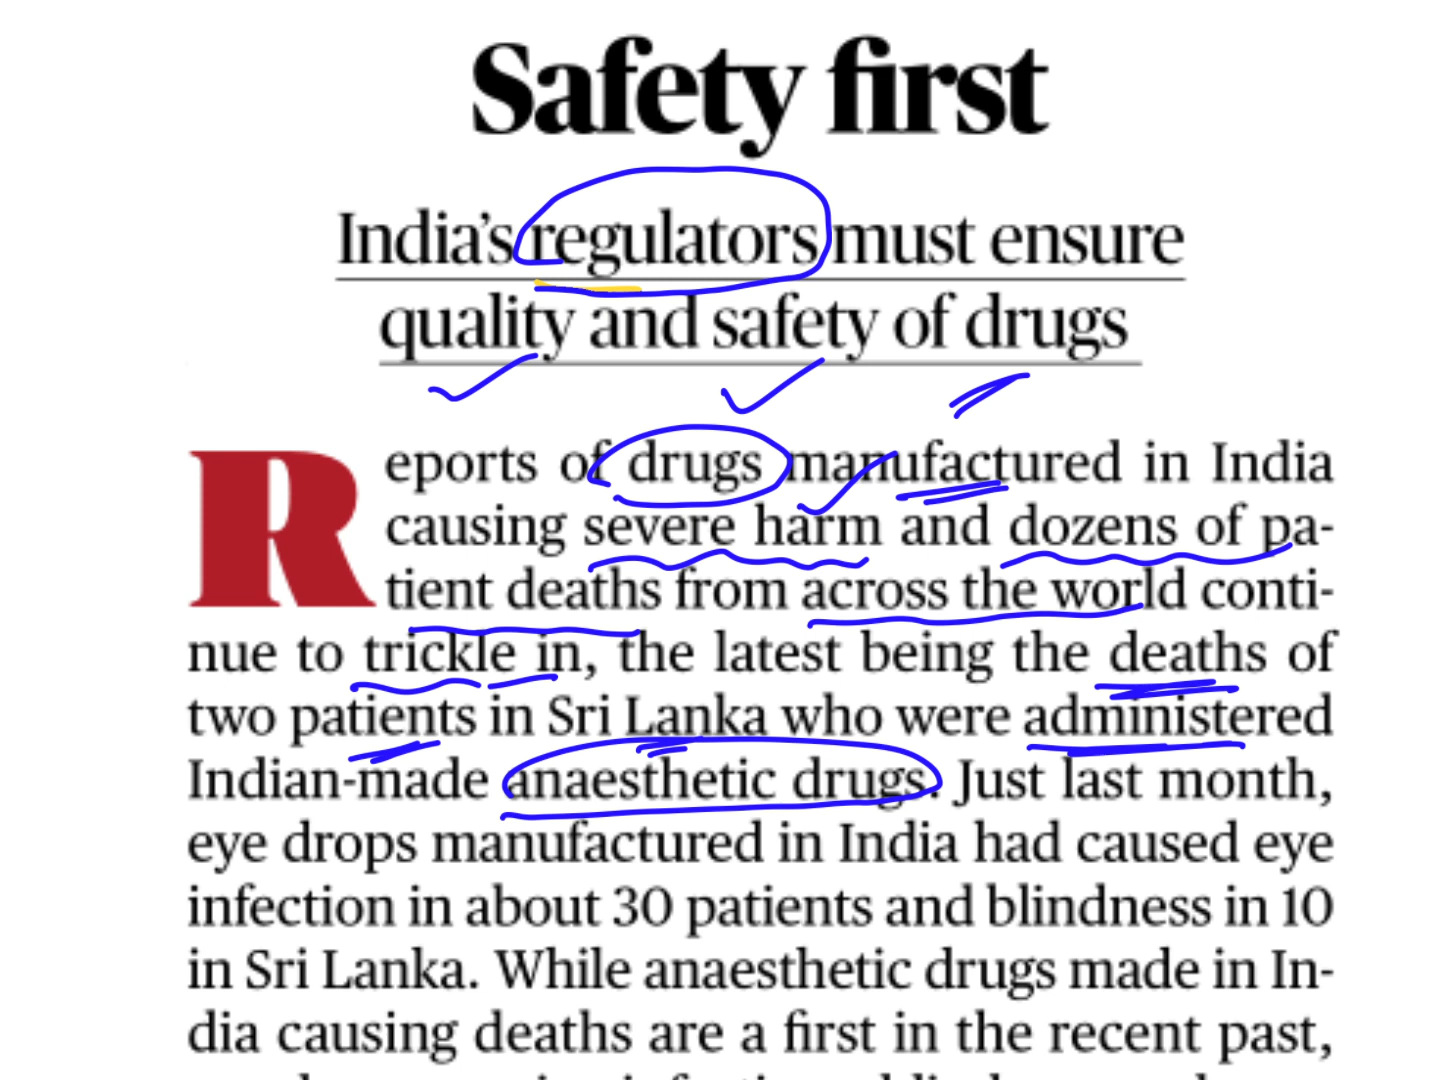 Safety first
India's regulators must ensure
quality and safety of drugs
Reports of drugs manufactured in India
causing severe harm and dozens of pa-
tient deaths from across the world conti-
nue to trickle in, the latest being the deaths of
two patients in Sri Lanka who were administered
Indian-made anaesthetic drugs. Just last month,
eye drops manufactured in India had caused eye
infection in about 30 patients and blindness in 10
in Sri Lanka. While anaesthetic drugs made in In-
dia causing deaths are a first in the recent past,